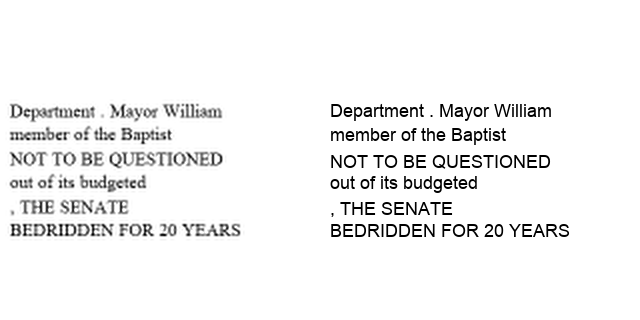 Department . Mayor William
member of the Baptist
NOT TO BE QUESTIONED
out of its budgeted
, THE SENATE
BEDRIDDEN FOR 20 YEARS
Department . Mayor William
member of the Baptist
NOT TO BE QUESTIONED
out of its budgeted
, THE SENATE
BEDRIDDEN FOR 20 YEARS